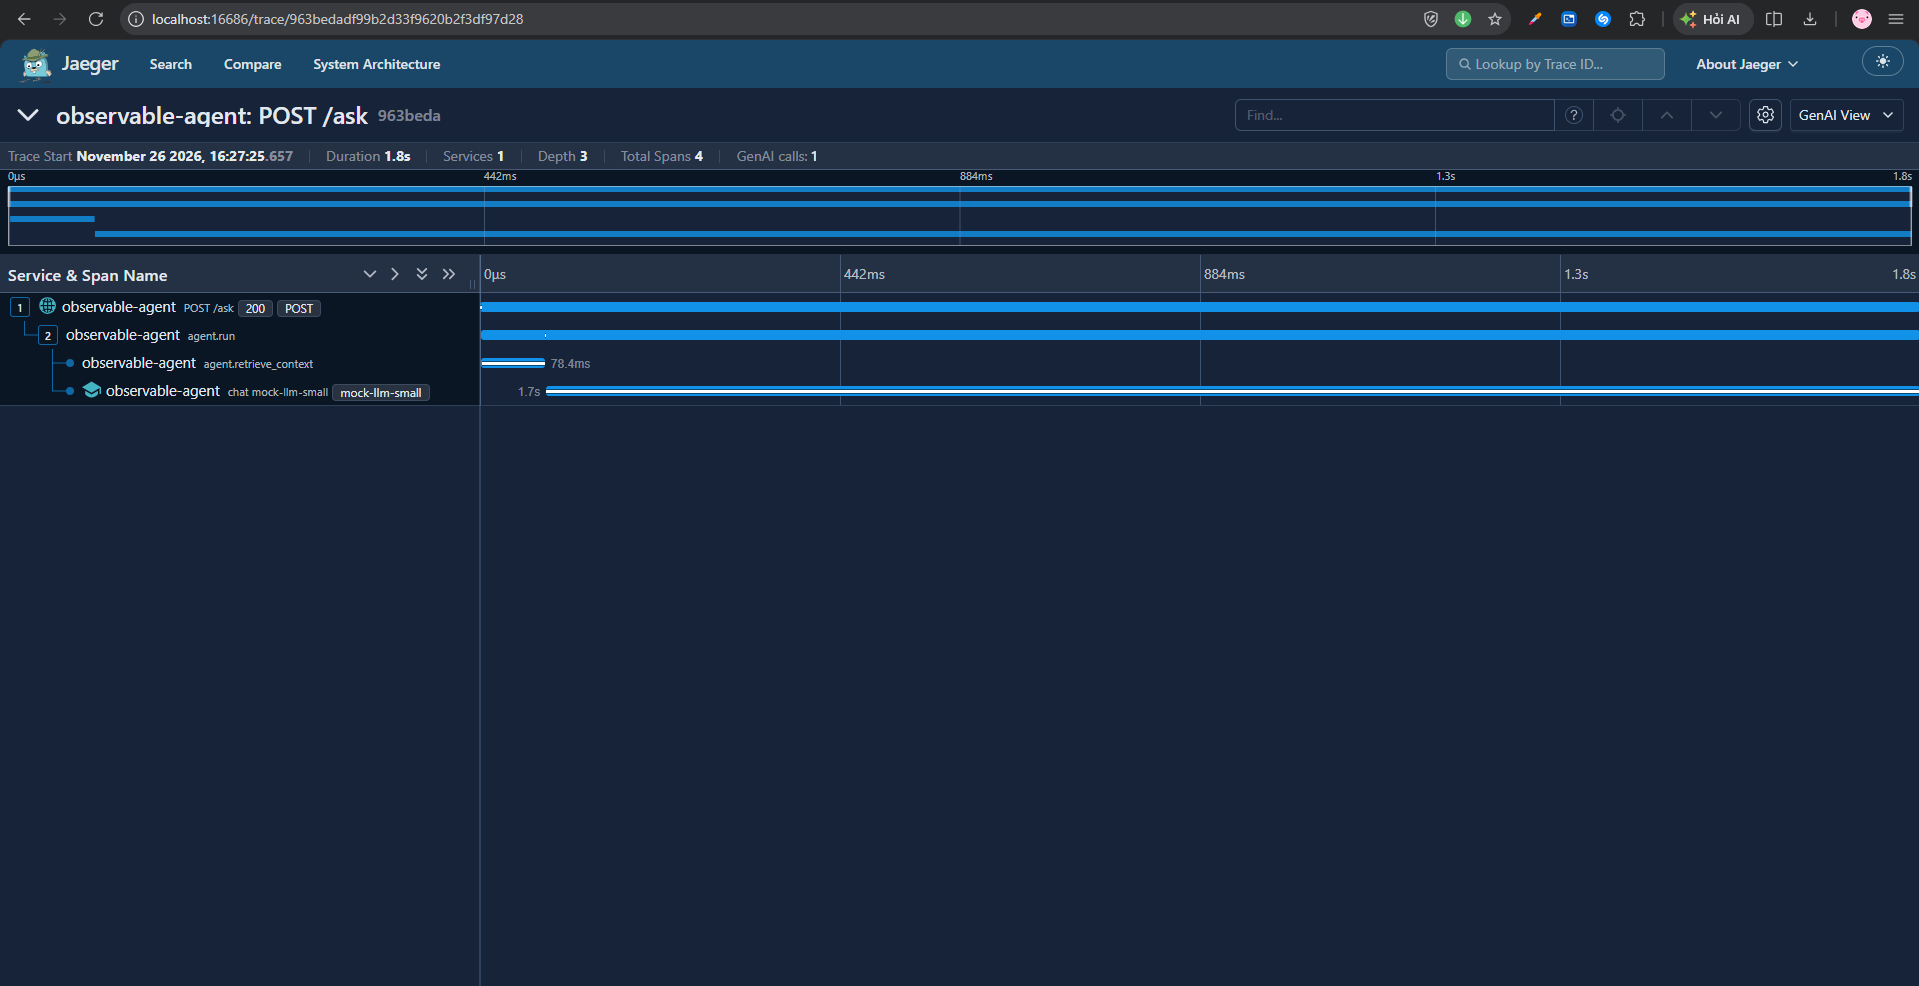 localhost:16686/trace/963bedadf99b2d33f9620b2f3df97d28
Hỏi AI
Jaeger Search Compare System Architecture Lookup by Trace ID... About Jaeger
observable-agent: POST /ask 963beda Find... ? GenAI View
Trace Start November 26 2026, 16:27:25.657 Duration 1.8s Services 1 Depth 3 Total Spans 4 GenAI calls: 1
0μs 442ms 884ms 1.3s 1.8s
Service & Span Name 0μs 442ms 884ms 1.3s 1.8s
1 observable-agent POST /ask 200 POST
2 observable-agent agent.run
observable-agent agent.retrieve_context 78.4ms
observable-agent chat mock-llm-small mock-llm-small 1.7s